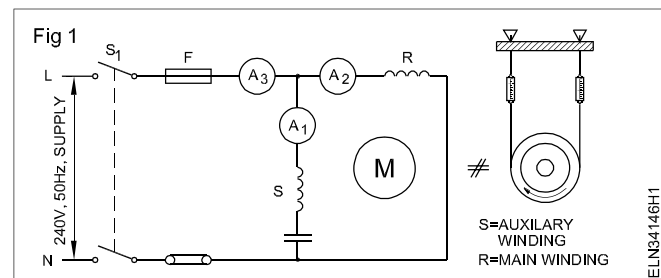 Fig 1
S1
F
A3
A2
R
L
A1
240V, 50Hz, SUPPLY
M
S
N
S=AUXILARY
WINDING
R=MAIN WINDING
ELN34146H1